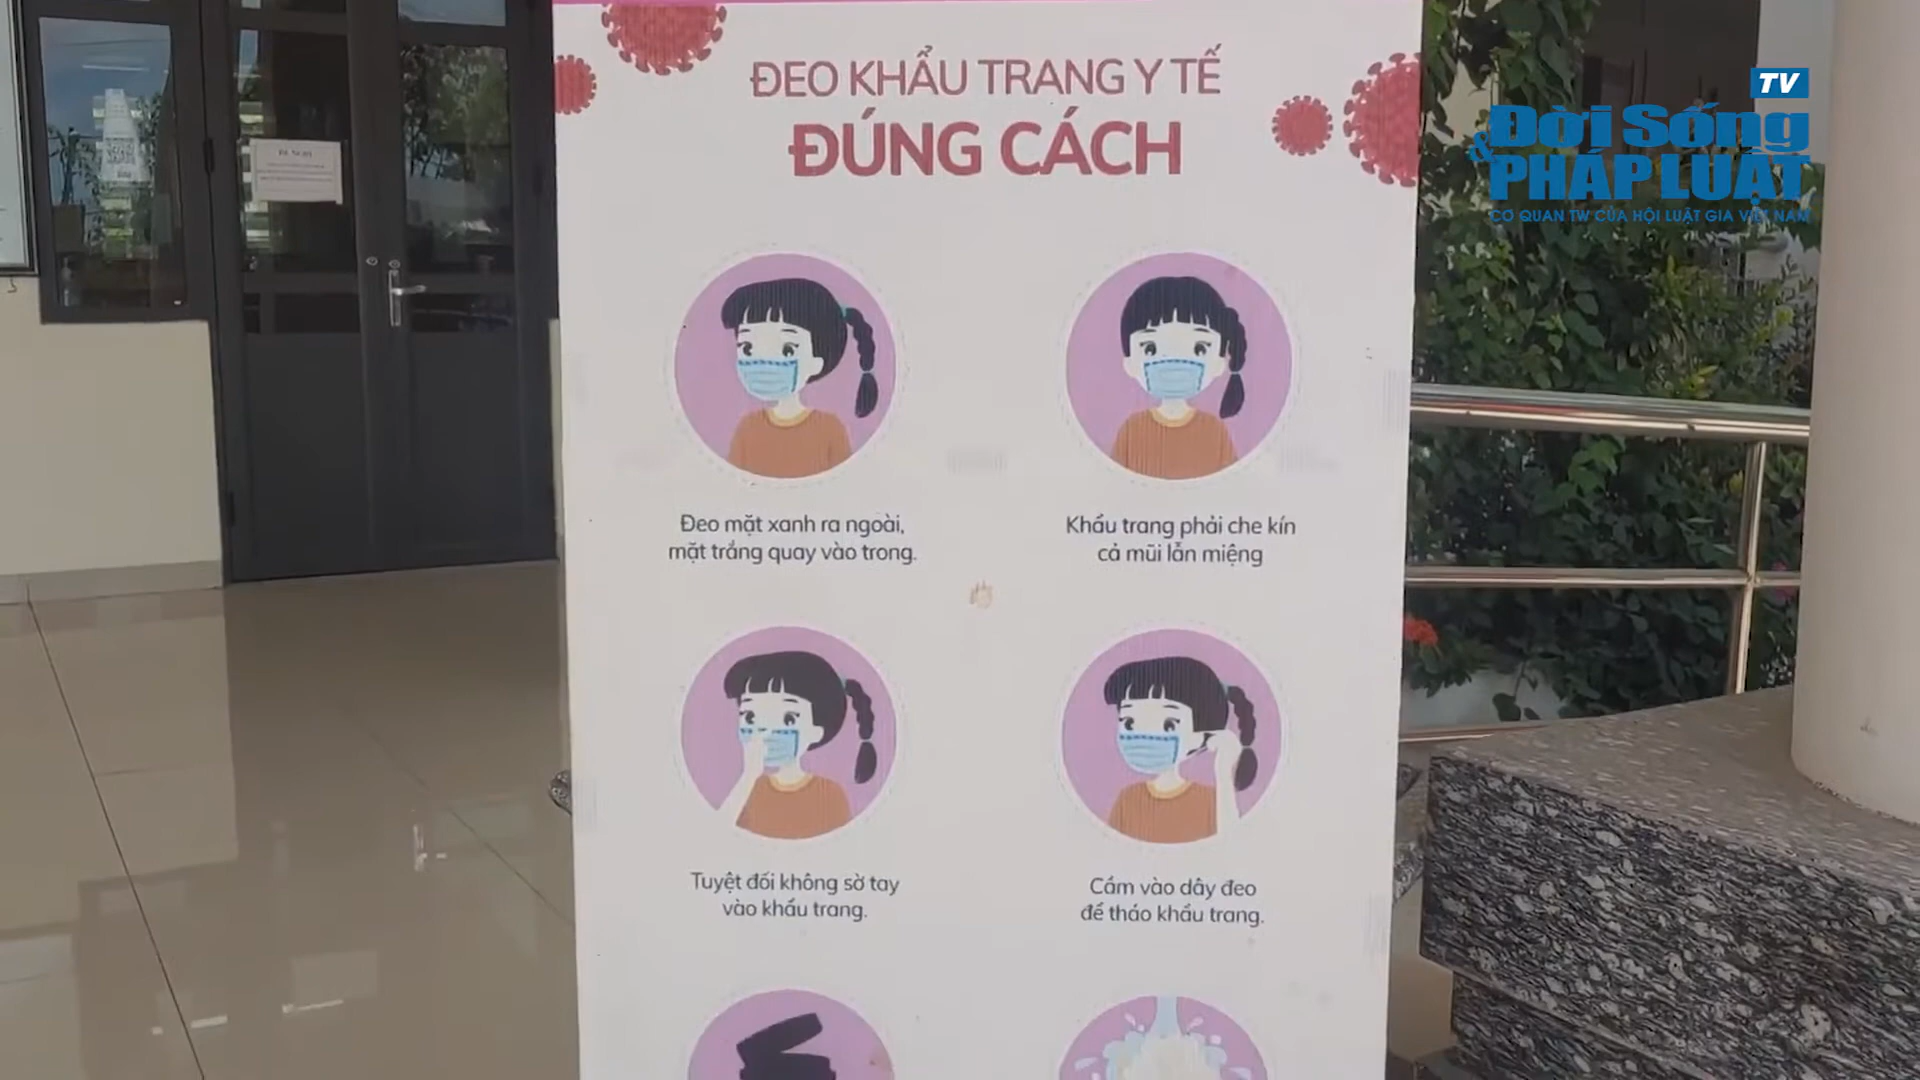 ĐEO KHẨU TRANG Y TẾ
ĐÚNG CÁCH
TV
Đời Sống
& PHÁP LUẬT
CƠ QUAN TW CỦA HỘI LUẬT GIA VIỆT NAM
Đeo mặt xanh ra ngoài,
mặt trắng quay vào trong.
Khẩu trang phải che kín
cả mũi lẫn miệng
Tuyệt đối không sờ tay
vào khẩu trang.
Cầm vào dây đeo
để tháo khẩu trang.